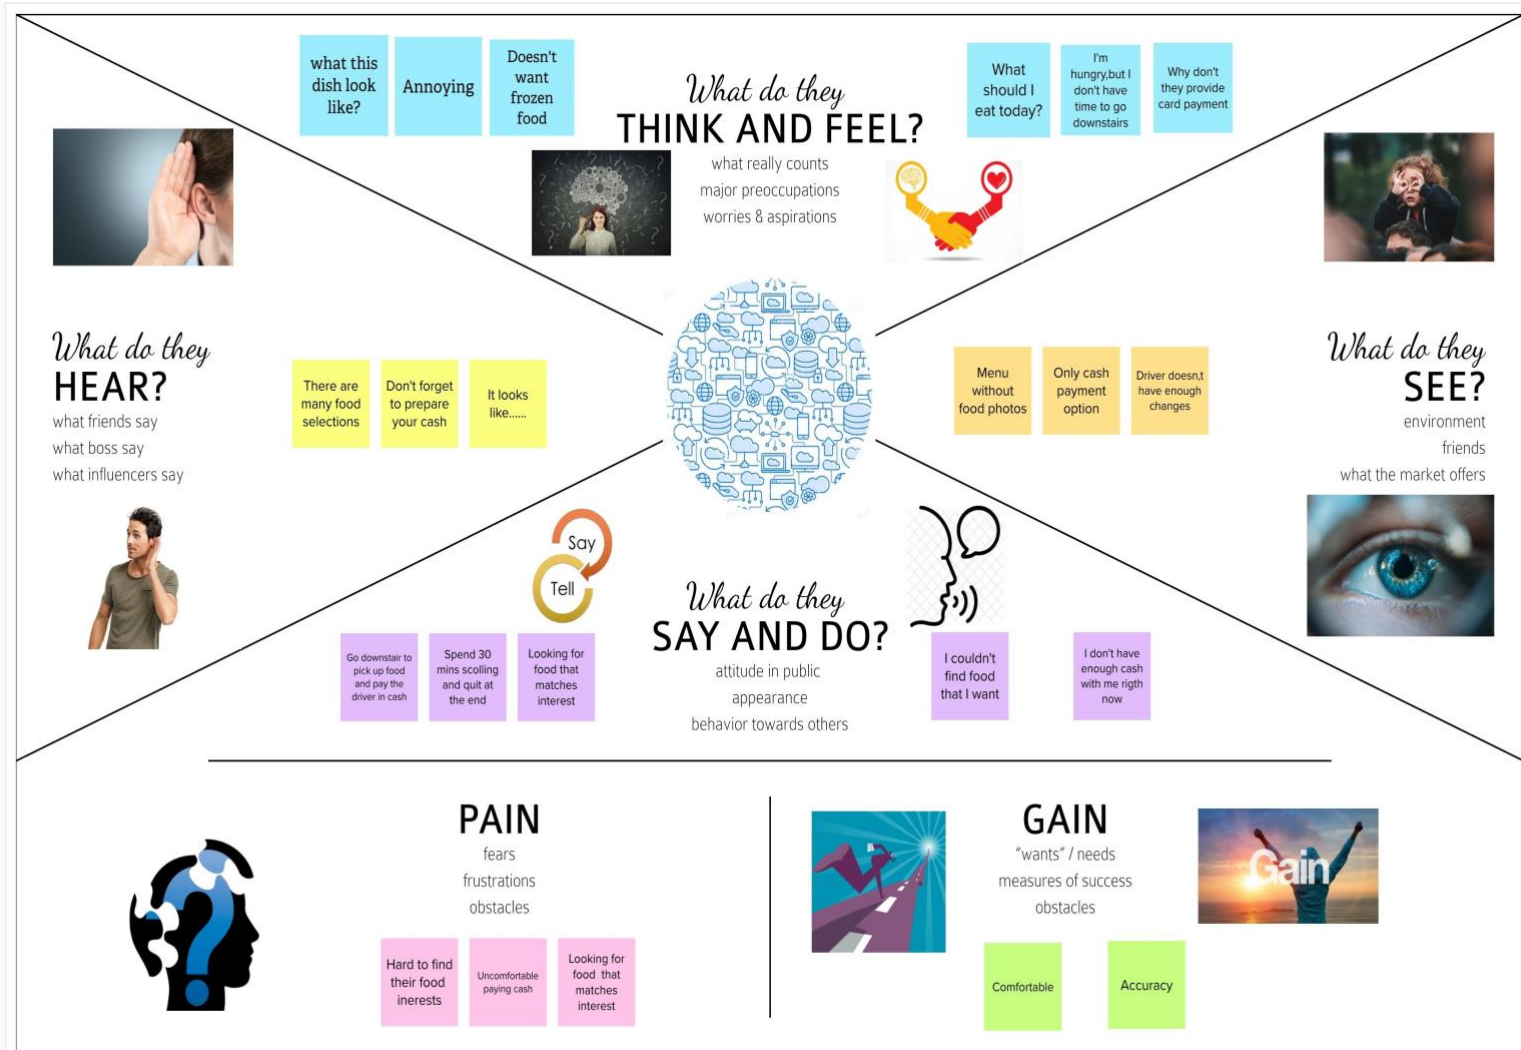 what this
dish look
like?
Annoying
Doesn't
want
frozen
food
What do they
THINK AND FEEL?
what really counts
major preoccupations
worries & aspirations
What
should I
eat today?
I'm
hungry,but I
don't have
time to go
downstairs
Why don't
they provide
card payment
What do they
HEAR?
what friends say
what boss say
what influencers say
There are
many food
selections
Don't forget
to prepare
your cash
It looks
like......
Menu
without
food photos
Only cash
payment
option
Driver doesn,t
have enough
changes
What do they
SEE?
environment
friends
what the market offers
Say
Tell
What do they
SAY AND DO?
attitude in public
appearance
behavior towards others
Go downstair to
pick up food
and pay the
driver in cash
Spend 30
mins scolling
and quit at
the end
Looking for
food that
matches
interest
I couldn't
find food
that I want
I don't have
enough cash
with me rigth
now
PAIN
fears
frustrations
obstacles
Hard to find
their food
inerests
Uncomfortable
paying cash
Looking for
food that
matches
interest
GAIN
"wants" / needs
measures of success
obstacles
Gain
Comfortable
Accuracy